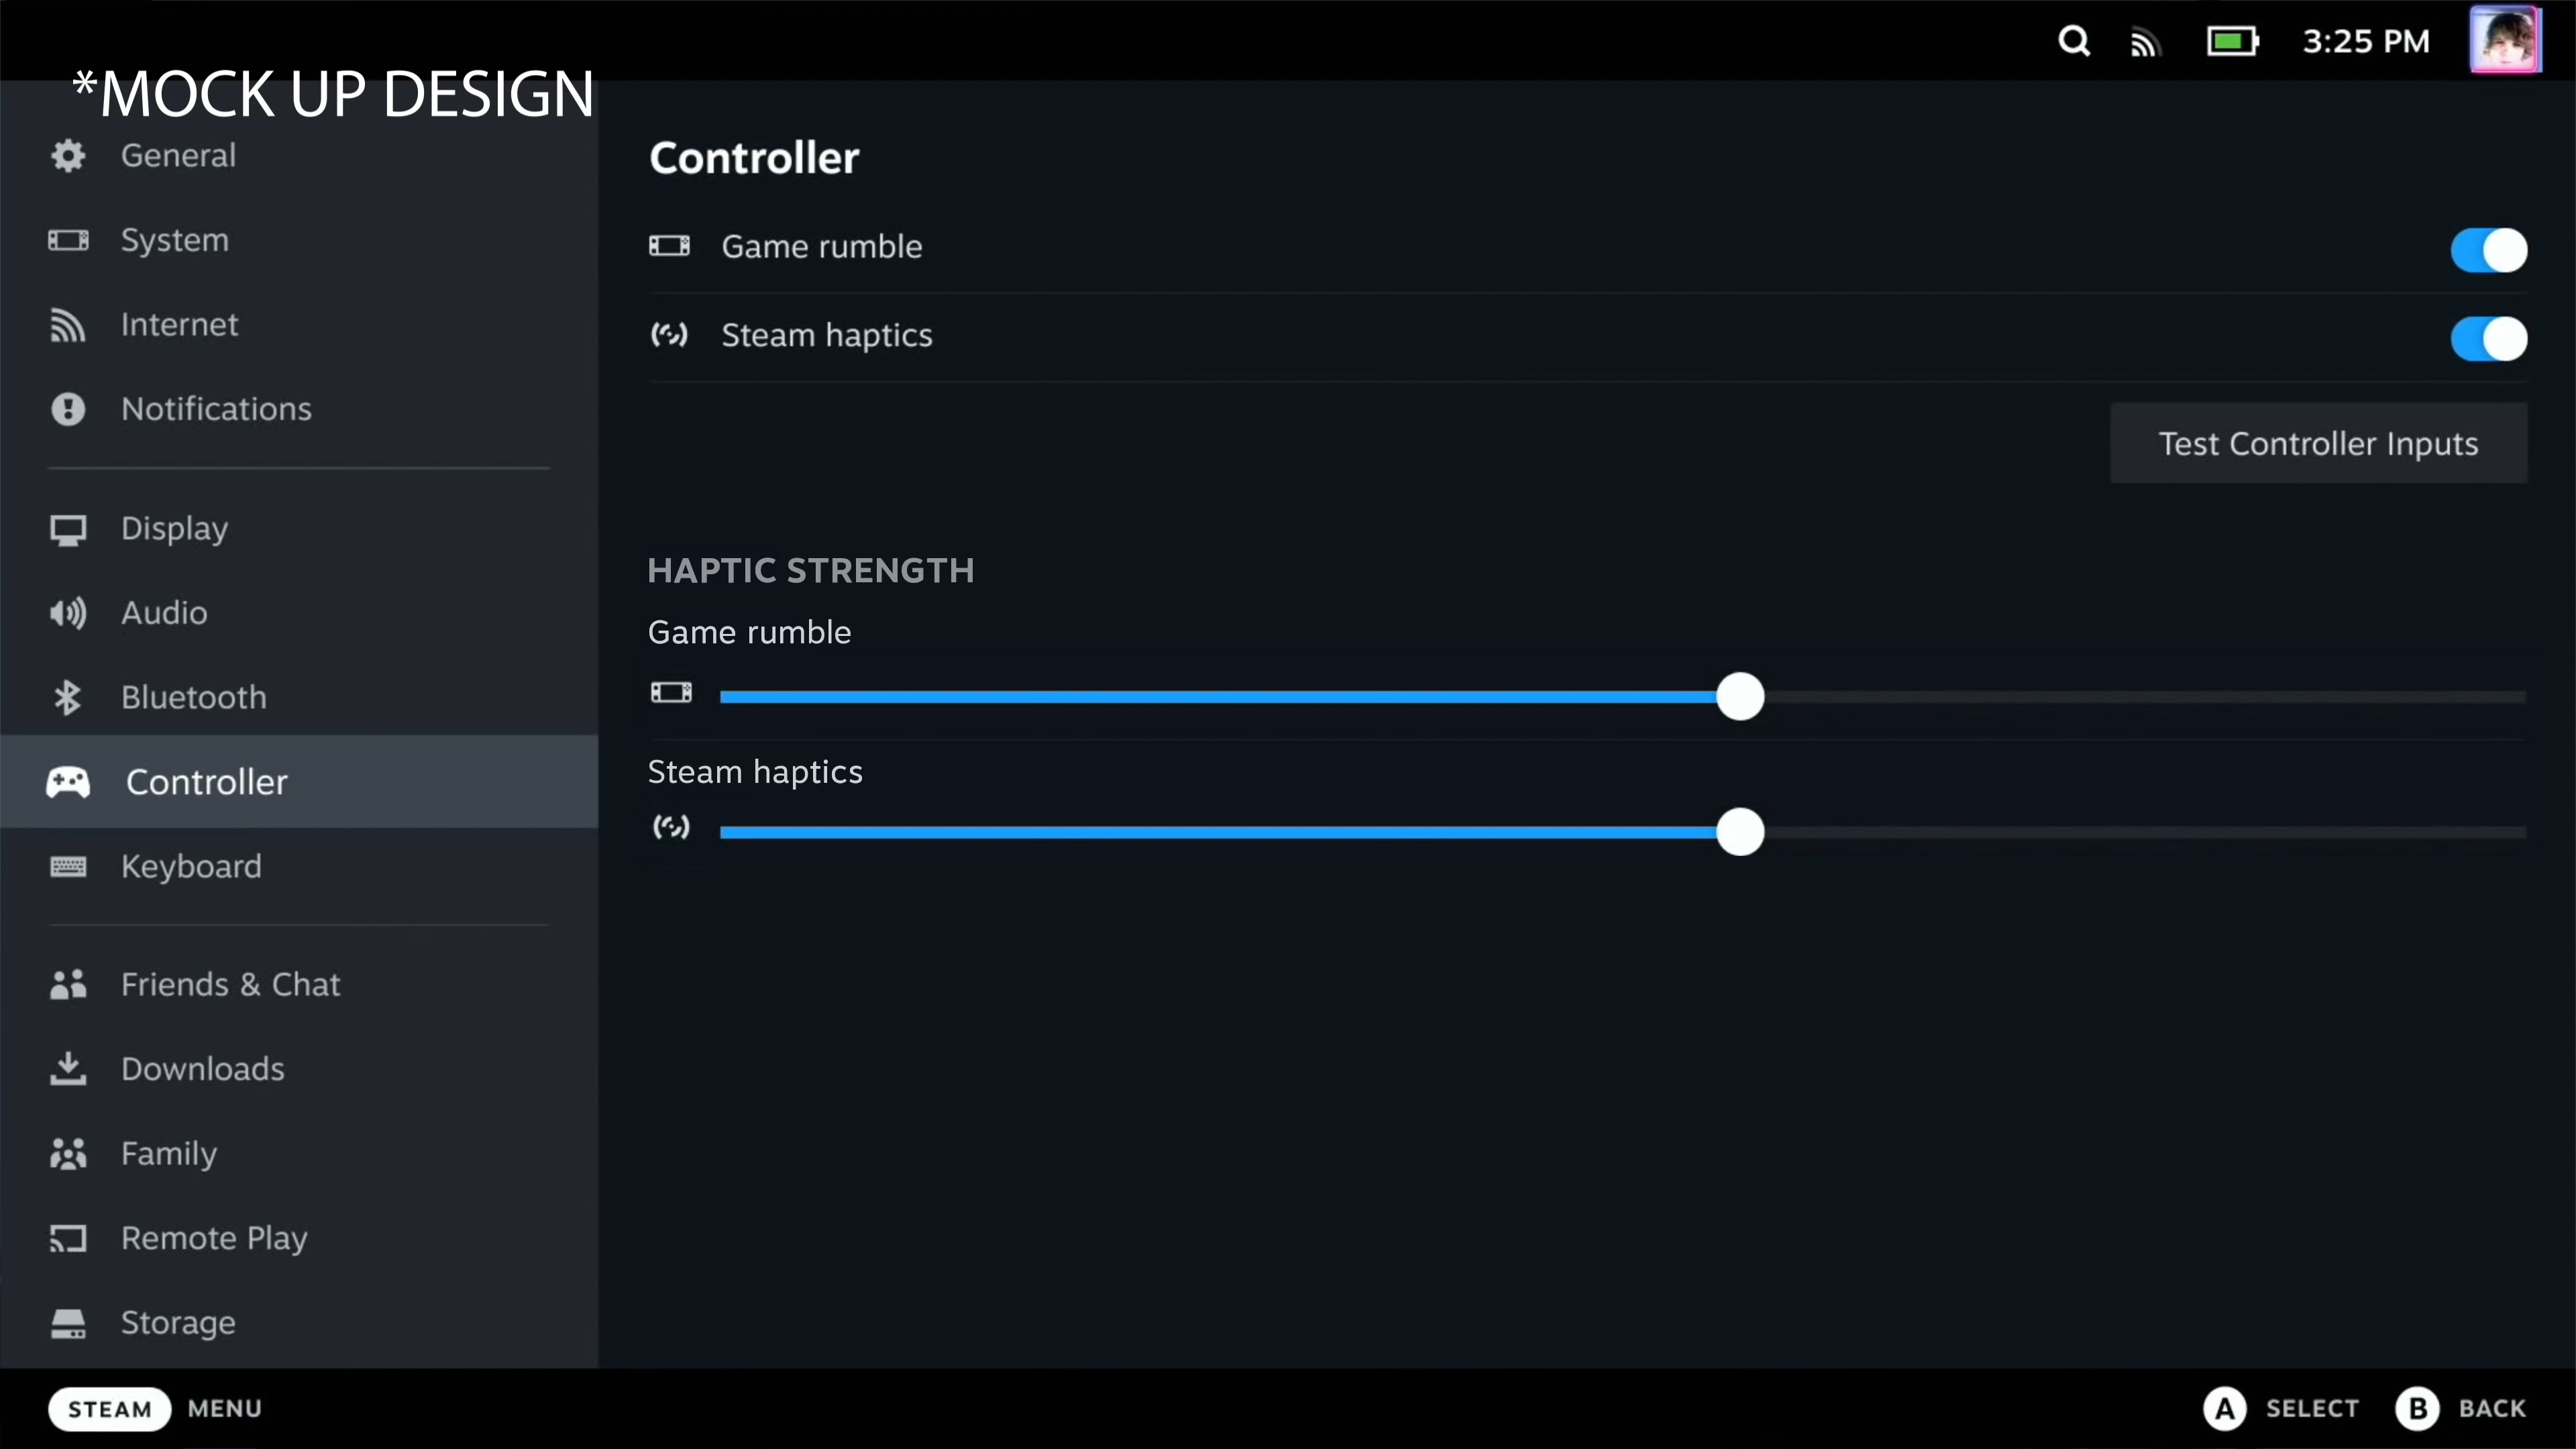 3:25 PM
*MOCK UP DESIGN
General
System
Internet
Notifications
Display
Audio
Bluetooth
Controller
Keyboard
Friends & Chat
Downloads
Family
Remote Play
Storage
Controller
Game rumble
Steam haptics
Test Controller Inputs
HAPTIC STRENGTH
Game rumble
Steam haptics
STEAM MENU
A SELECT B BACK